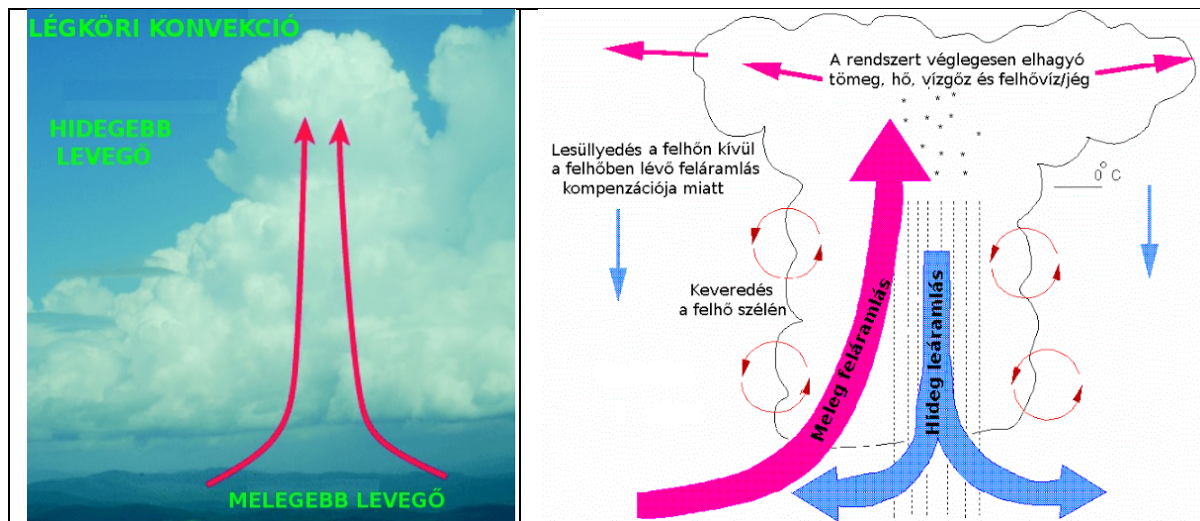 LÉGKÖRI KONVEKCIÓ
HIDEGEBB
LEVEGŐ
MELEGEBB LEVEGŐ
A rendszert véglegesen elhagyó
tömeg, hő, vízgőz és felhővíz/jég
Lesüllyedés a felhőn kívül
a felhőben lévő feláramlás
kompenzációja miatt
0° C
Keveredés
a felhő szélén
Meleg feláramlás
Hideg leáramlás